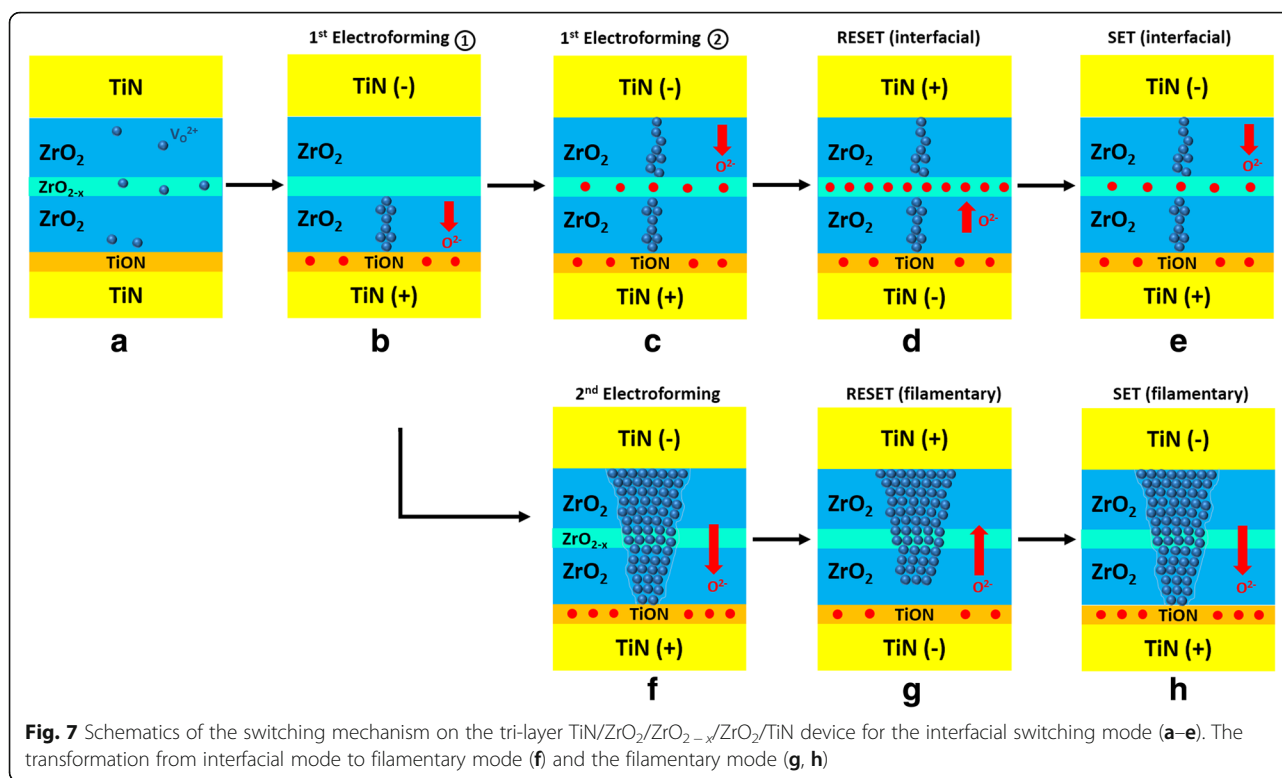 1st Electroforming ①
1st Electroforming ②
RESET (interfacial)
SET (interfacial)
TiN
VO2+
ZrO2
ZrO2-x
ZrO2
TiON
TiN
a
TiN (-)
ZrO2
ZrO2
O2-
TiON
TiN (+)
b
TiN (-)
ZrO2
O2-
ZrO2
TiON
TiN (+)
c
TiN (+)
ZrO2
ZrO2
O2-
TiON
TiN (-)
d
TiN (-)
ZrO2
O2-
ZrO2
TiON
TiN (+)
e
2nd Electroforming
RESET (filamentary)
SET (filamentary)
TiN (-)
ZrO2
ZrO2-x
ZrO2
O2-
TiON
TiN (+)
f
TiN (+)
ZrO2
ZrO2
O2-
TiON
TiN (-)
g
TiN (-)
ZrO2
ZrO2
O2-
TiON
TiN (+)
h
Fig. 7 Schematics of the switching mechanism on the tri-layer TiN/ZrO2/ZrO2 − x/ZrO2/TiN device for the interfacial switching mode (a–e). The
transformation from interfacial mode to filamentary mode (f) and the filamentary mode (g, h)